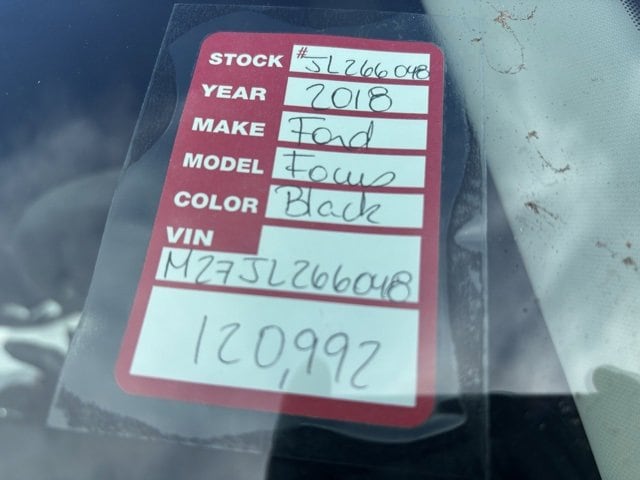 STOCK # JL266048
YEAR 2018
MAKE Ford
MODEL Focus
COLOR Black
VIN
M27JL266048
120,992